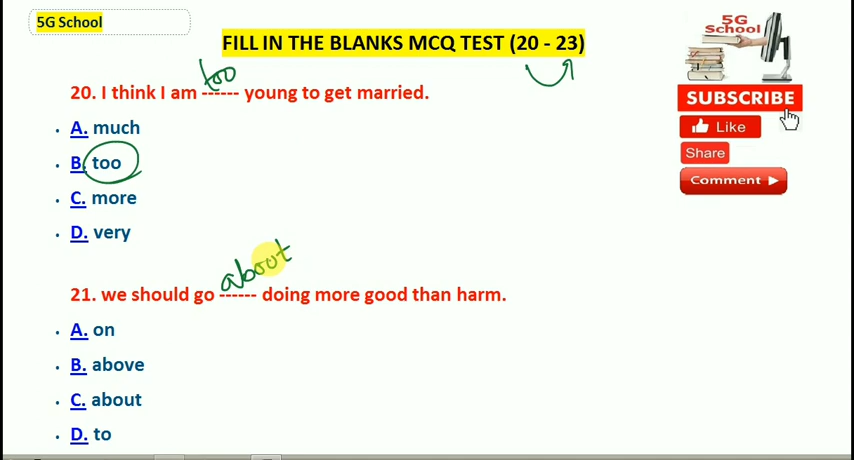 5G School
FILL IN THE BLANKS MCQ TEST (20 - 23)
5G
School
too
20. I think I am ------ young to get married.
SUBSCRIBE
A. much
Like
B. too
Share
Comment
C. more
D. very
about
21. we should go ------ doing more good than harm.
A. on
B. above
C. about
D. to